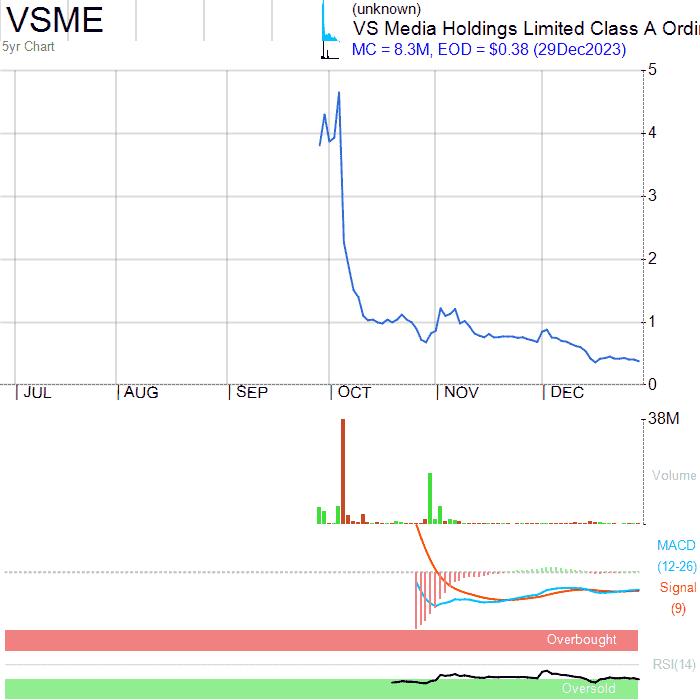 VSME
(unknown)
VS Media Holdings Limited Class A Ordi
5yr Chart
MC = 8.3M, EOD = $0.38 (29Dec2023)
5
4
3
2
1
0
JUL AUG SEP OCT NOV DEC
38M
Volume
MACD
(12-26)
Signal
(9)
Overbought
RSI(14)
Oversold